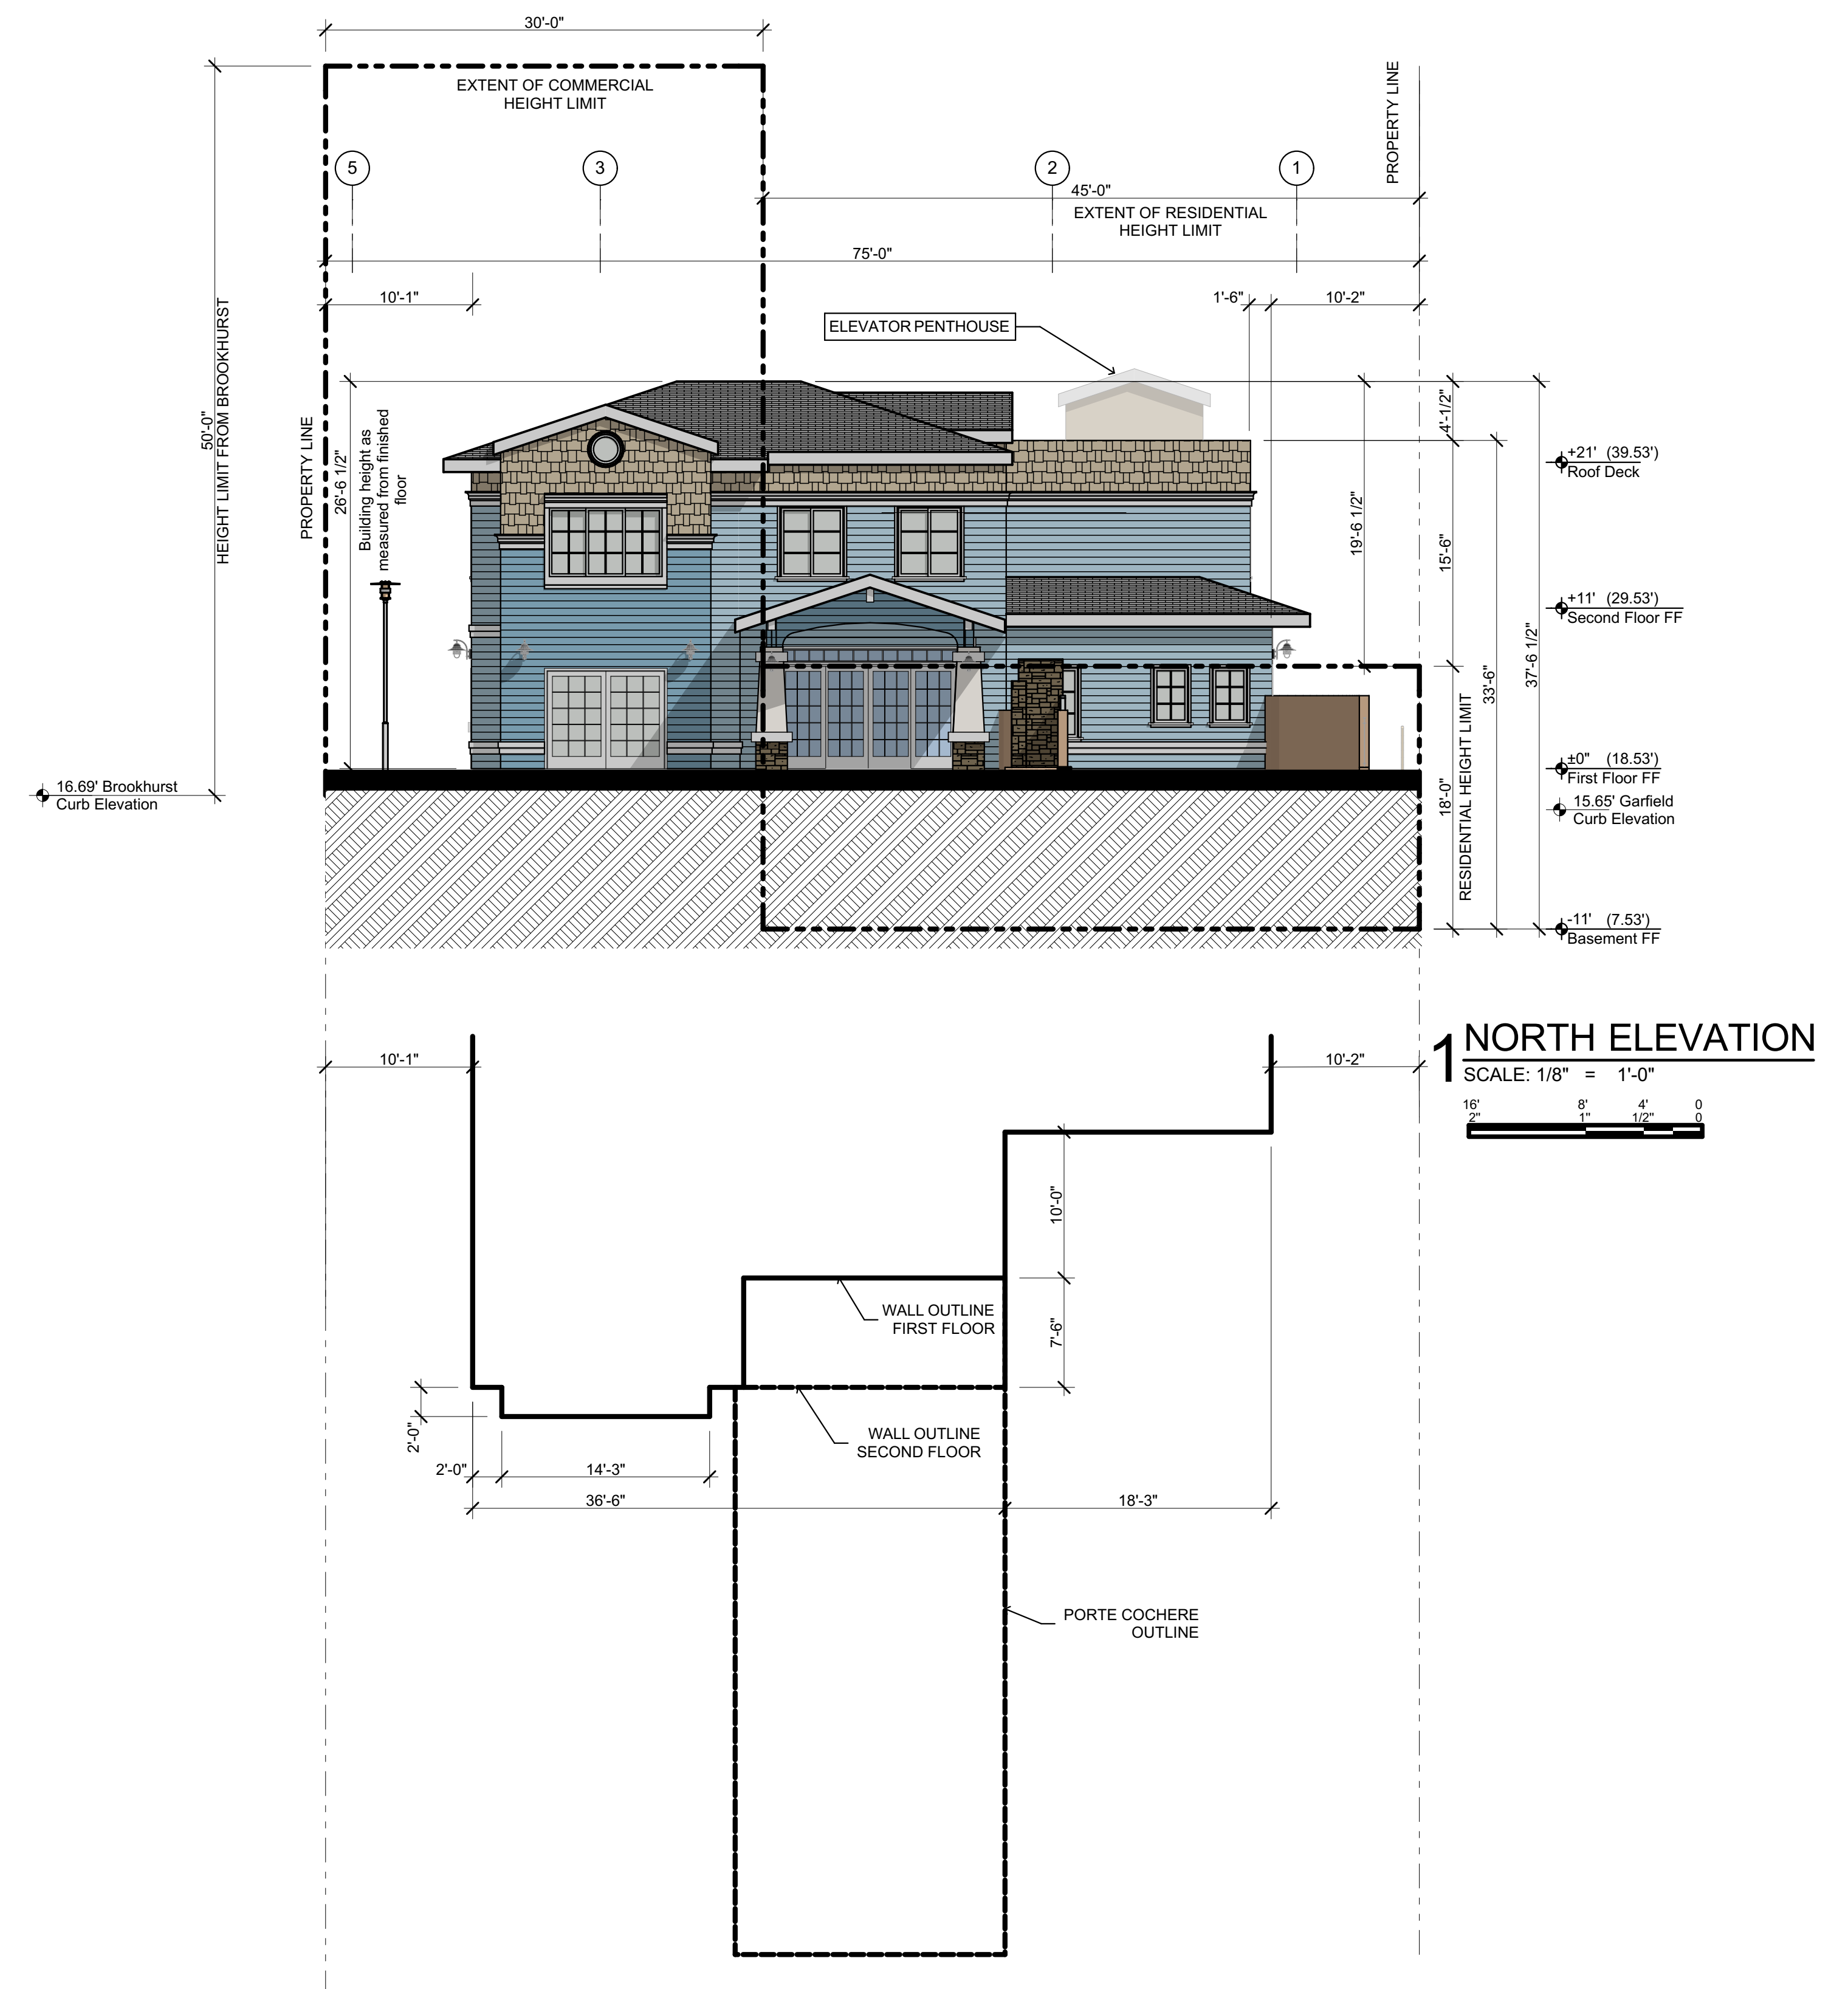 30'-0"
EXTENT OF COMMERCIAL
HEIGHT LIMIT
PROPERTY LINE
5
3
2
1
45'-0"
EXTENT OF RESIDENTIAL
HEIGHT LIMIT
75'-0"
10'-1"
1'-6"
10'-2"
ELEVATOR PENTHOUSE
50'-0"
HEIGHT LIMIT FROM BROOKHURST
PROPERTY LINE
26'-6 1/2"
Building height as
measured from finished
floor
19'-6 1/2"
4'-1/2"
15'-6"
18'-0"
RESIDENTIAL HEIGHT LIMIT
33'-6"
37'-6 1/2"
+21' (39.53')
Roof Deck
+11' (29.53')
Second Floor FF
±0" (18.53')
First Floor FF
15.65' Garfield
Curb Elevation
-11' (7.53')
Basement FF
16.69' Brookhurst
Curb Elevation
1 NORTH ELEVATION
SCALE: 1/8" = 1'-0"
16' 8' 4' 0
2" 1" 1/2" 0
10'-1"
10'-2"
10'-0"
7'-6"
WALL OUTLINE
FIRST FLOOR
WALL OUTLINE
SECOND FLOOR
2'-0"
2'-0"
14'-3"
36'-6"
18'-3"
PORTE COCHERE
OUTLINE